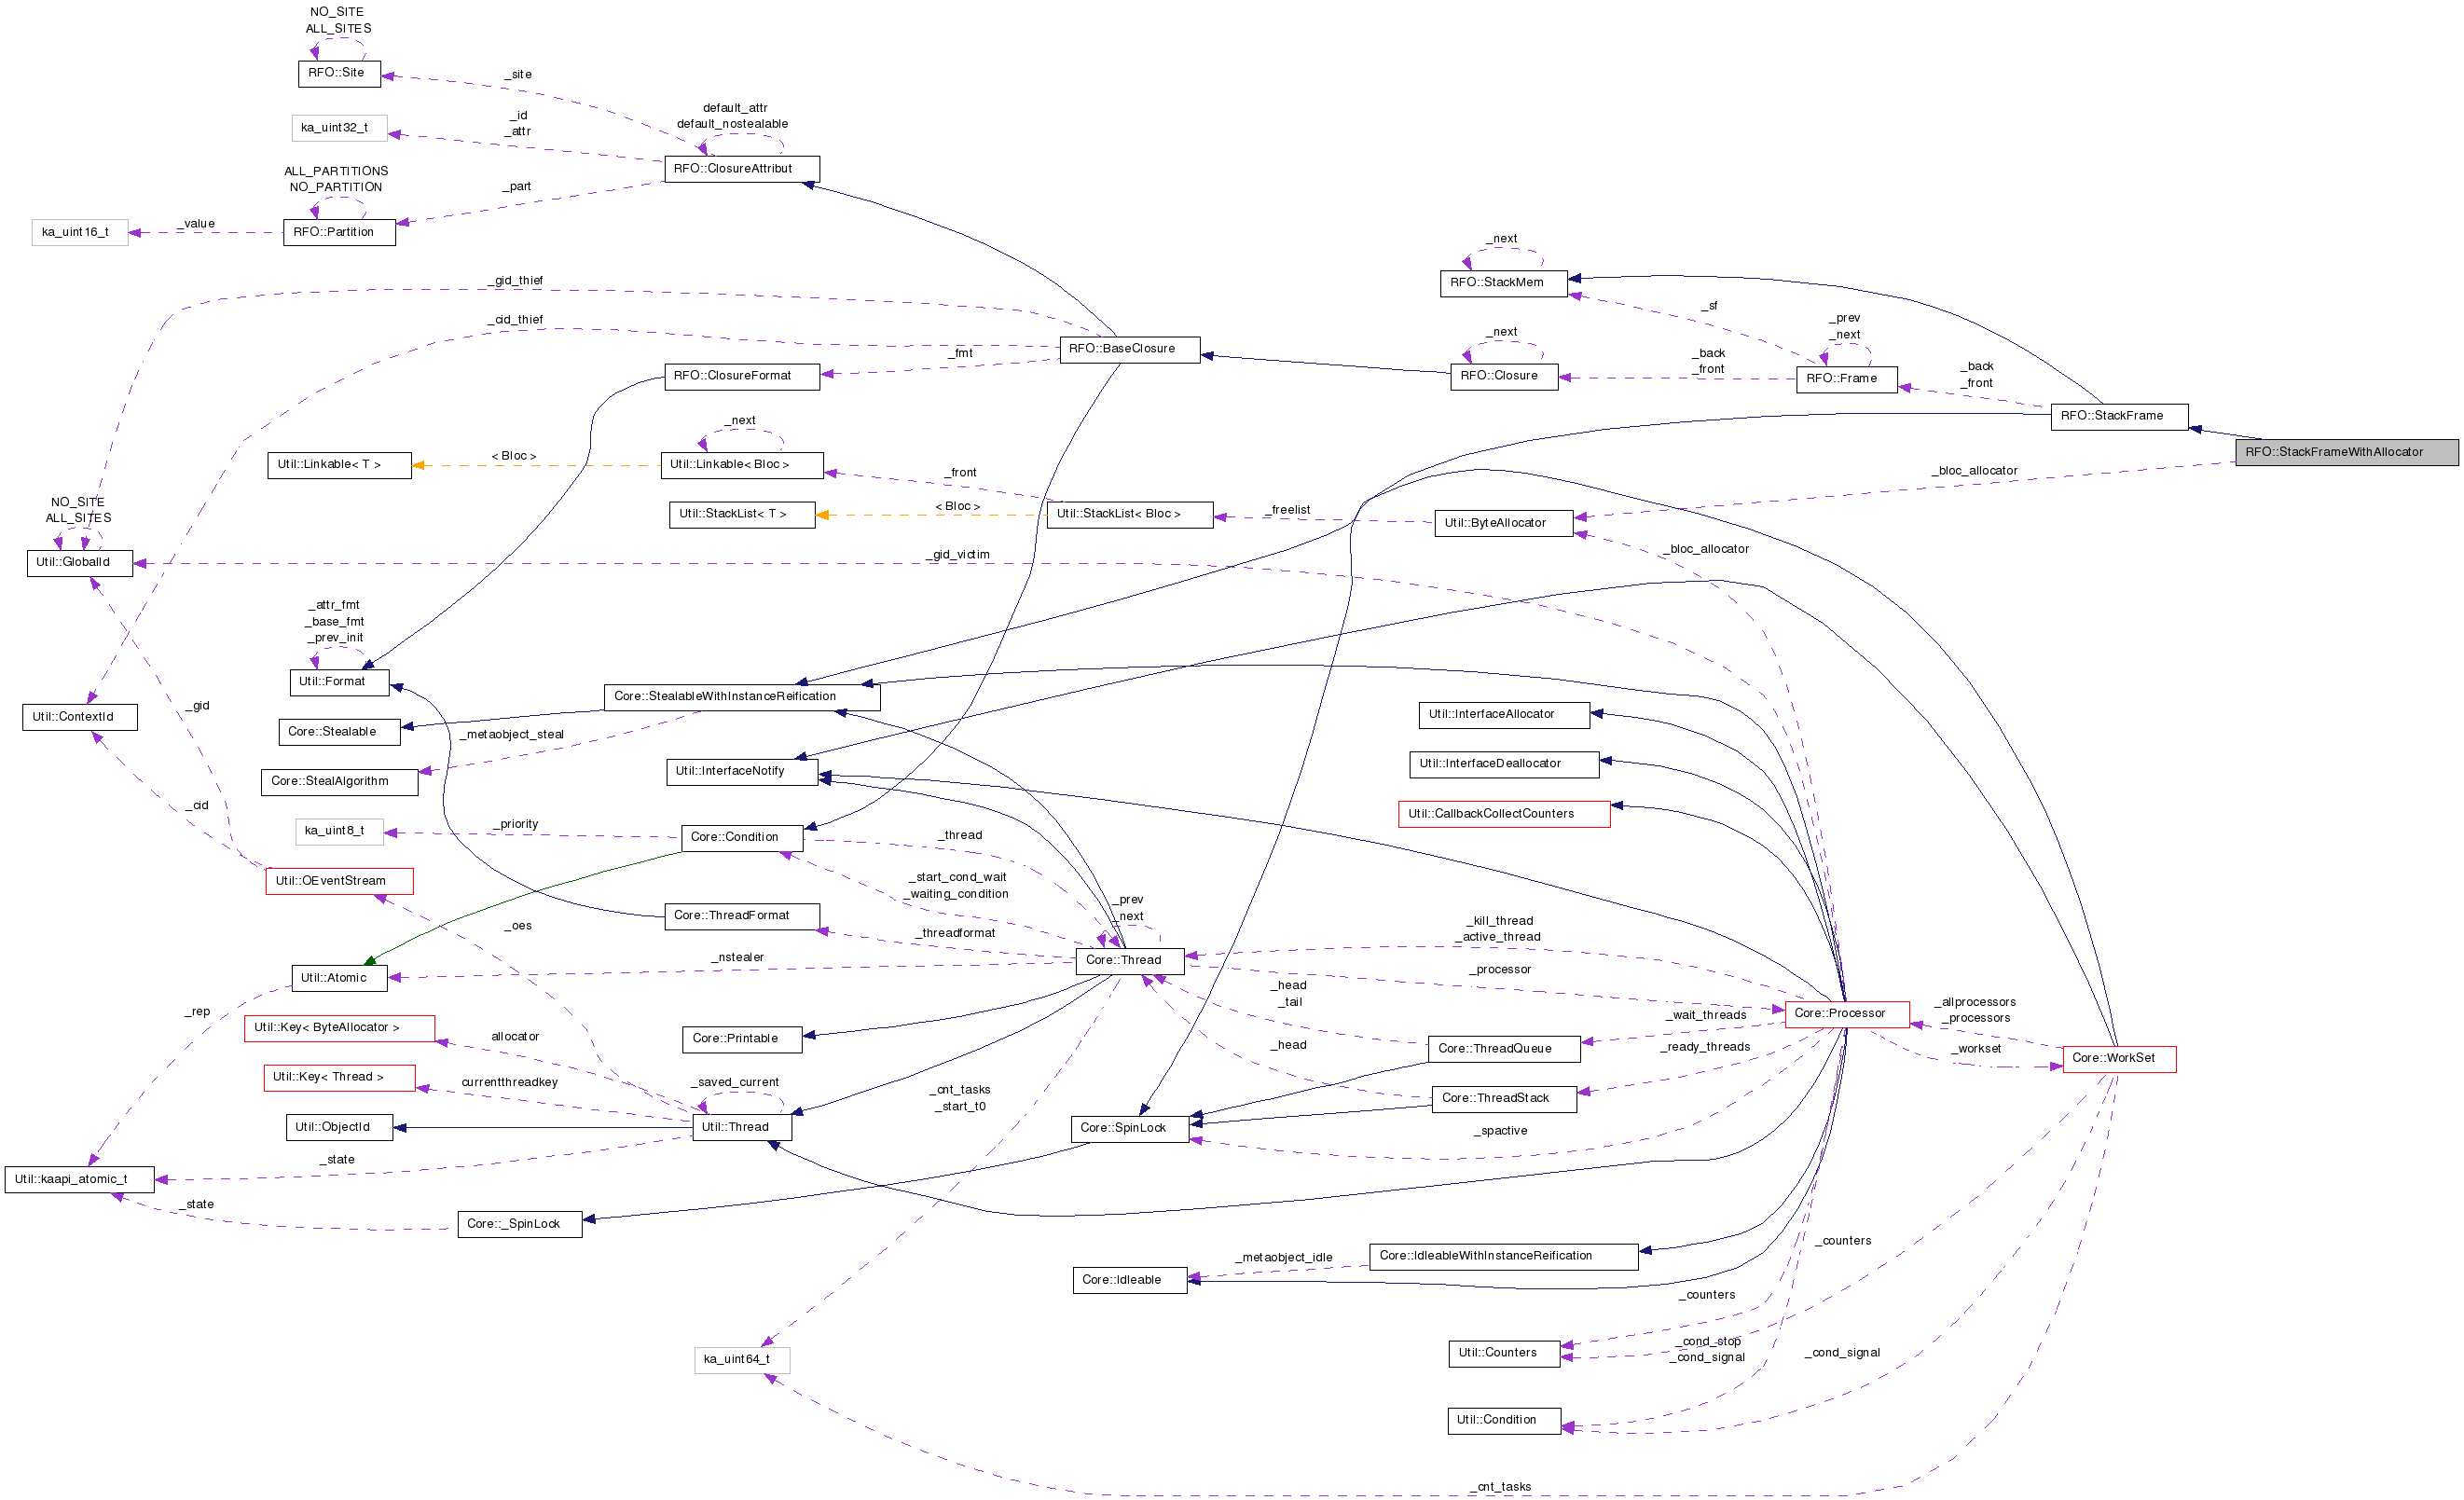 NO_SITE
ALL_SITES
RFO::Site
_site
ka_uint32_t
_id
_attr
default_attr
default_nostealable
RFO::ClosureAttribut
ALL_PARTITIONS
NO_PARTITION
_part
ka_uint16_t
_value
RFO::Partition
_next
RFO::StackMem
_gid_thief
_sf
_cid_thief
_prev
_next
_next
RFO::BaseClosure
_fmt
_back
_front
RFO::ClosureFormat
RFO::Closure
RFO::Frame
_back
_front
RFO::StackFrame
_next
Util::Linkable< T >
< Bloc >
Util::Linkable< Bloc >
_front
RFO::StackFrameWithAllocator
_bloc_allocator
NO_SITE
ALL_SITES
Util::StackList< T >
< Bloc >
Util::StackList< Bloc >
_freelist
Util::ByteAllocator
Util::GlobalId
_gid_victim
_bloc_allocator
_attr_fmt
_base_fmt
_prev_init
Util::Format
Core::StealableWithInstanceReification
Util::ContextId
_gid
Core::Stealable
_metaobject_steal
Util::InterfaceAllocator
Core::StealAlgorithm
Util::InterfaceNotify
Util::InterfaceDeallocator
_cid
Util::CallbackCollectCounters
ka_uint8_t
_priority
Core::Condition
_thread
Util::OEventStream
_start_cond_wait
_waiting_condition
_prev
_next
Core::ThreadFormat
_threadformat
_kill_thread
_active_thread
_oes
_nstealer
Core::Thread
_processor
Util::Atomic
_rep
_head
_tail
_wait_threads
Core::Processor
_allprocessors
_processors
Util::Key< ByteAllocator >
allocator
Core::Printable
_head
Core::ThreadQueue
_ready_threads
_workset
Core::WorkSet
Util::Key< Thread >
currentthreadkey
_saved_current
_cnt_tasks
_start_t0
Core::ThreadStack
Util::ObjectId
Util::Thread
Core::SpinLock
_spactive
Util::kaapi_atomic_t
_state
_state
Core::_SpinLock
_counters
_metaobject_idle
Core::IdleableWithInstanceReification
Core::Idleable
_counters
ka_uint64_t
Util::Counters
_cond_stop
_cond_signal
_cond_signal
Util::Condition
_cnt_tasks